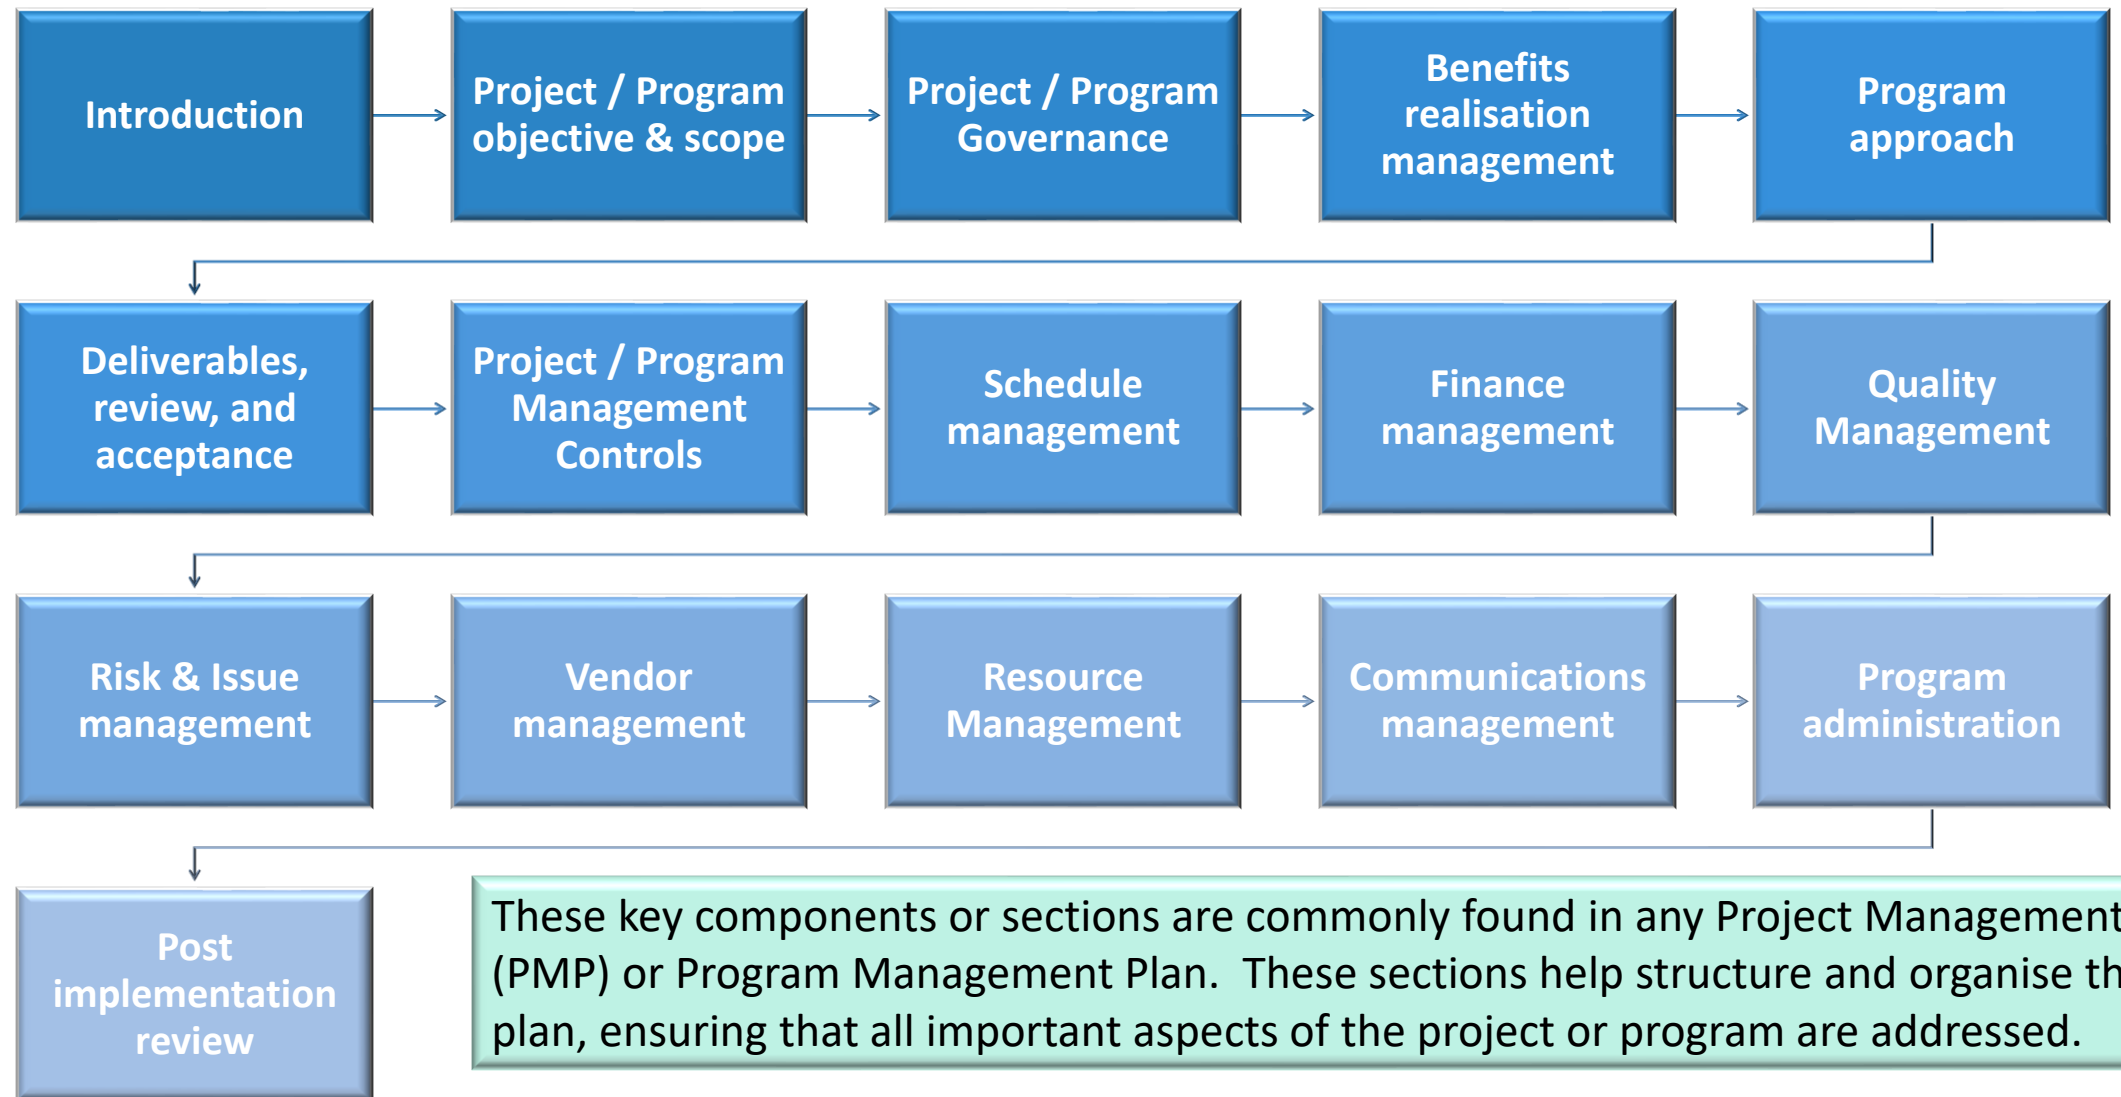 Introduction
Project / Program
objective & scope
Project / Program
Governance
Benefits
realisation
management
Program
approach
Deliverables,
review, and
acceptance
Project / Program
Management
Controls
Schedule
management
Finance
management
Quality
Management
Risk & Issue
management
Vendor
management
Resource
Management
Communications
management
Program
administration
Post
implementation
review
These key components or sections are commonly found in any Project Management
(PMP) or Program Management Plan.  These sections help structure and organise
plan, ensuring that all important aspects of the project or program are addressed.